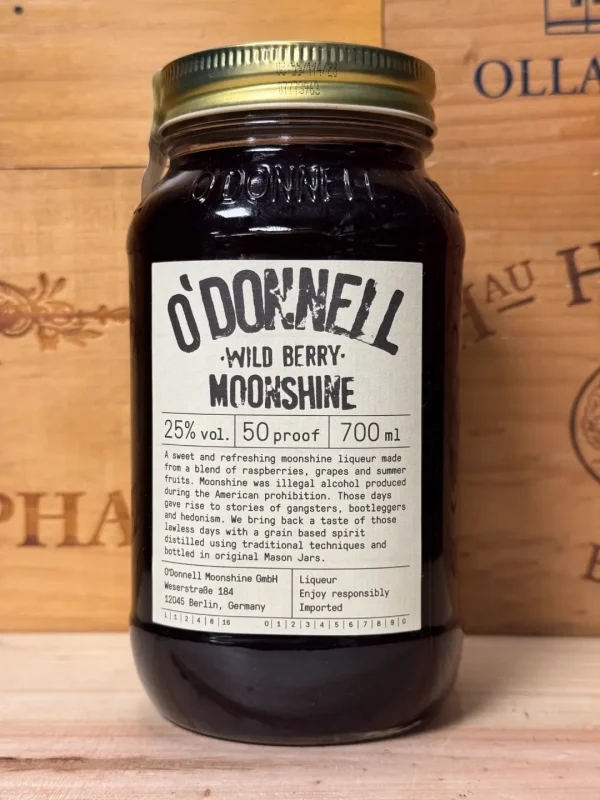 OLLA
O'DONNELL
O'DONNELL
·WILD BERRY·
MOONSHINE
25% vol. 50 proof 700 ml
A sweet and refreshing moonshine liqueur made
from a blend of raspberries, grapes and summer
fruits. Moonshine was illegal alcohol produced
during the American prohibition. Those days
gave rise to stories of gangsters, bootleggers
and hedonism. We bring back a taste of those
lawless days with a grain based spirit
distilled using traditional techniques and
bottled in original Mason Jars.
O'Donnell Moonshine GmbH
Weserstraße 184
12045 Berlin, Germany
Liqueur
Enjoy responsibly
Imported
1|1|2|4|8|16 0|1|2|3|4|5|6|7|8|9|0
AU H
PHA